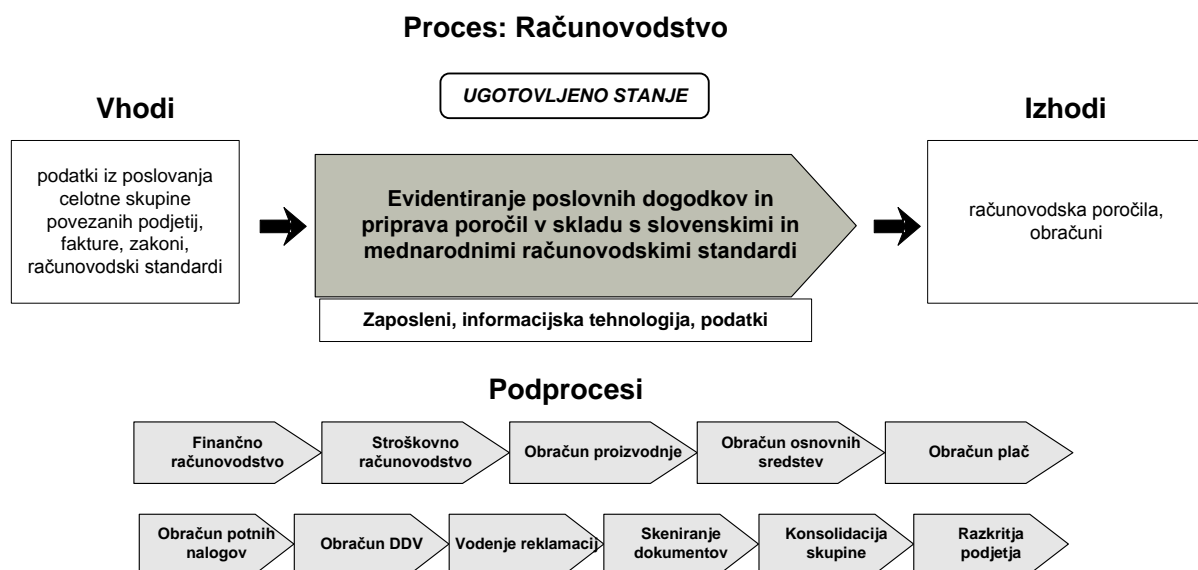 Proces: Računovodstvo
UGOTOVLJENO STANJE
Vhodi
Izhodi
podatki iz poslovanja
celotne skupine
povezanih podjetij,
fakture, zakoni,
računovodski standardi
Evidentiranje poslovnih dogodkov in
priprava poročil v skladu s slovenskimi in
mednarodnimi računovodskimi standardi
računovodska poročila,
obračuni
Zaposleni, informacijska tehnologija, podatki
Podprocesi
Finančno
računovodstvo
Stroškovno
računovodstvo
Obračun proizvodnje
Obračun osnovnih
sredstev
Obračun plač
Obračun potnih
nalogov
Obračun DDV
Vodenje reklamacij
Skeniranje
dokumentov
Konsolidacija
skupine
Razkritja
podjetja